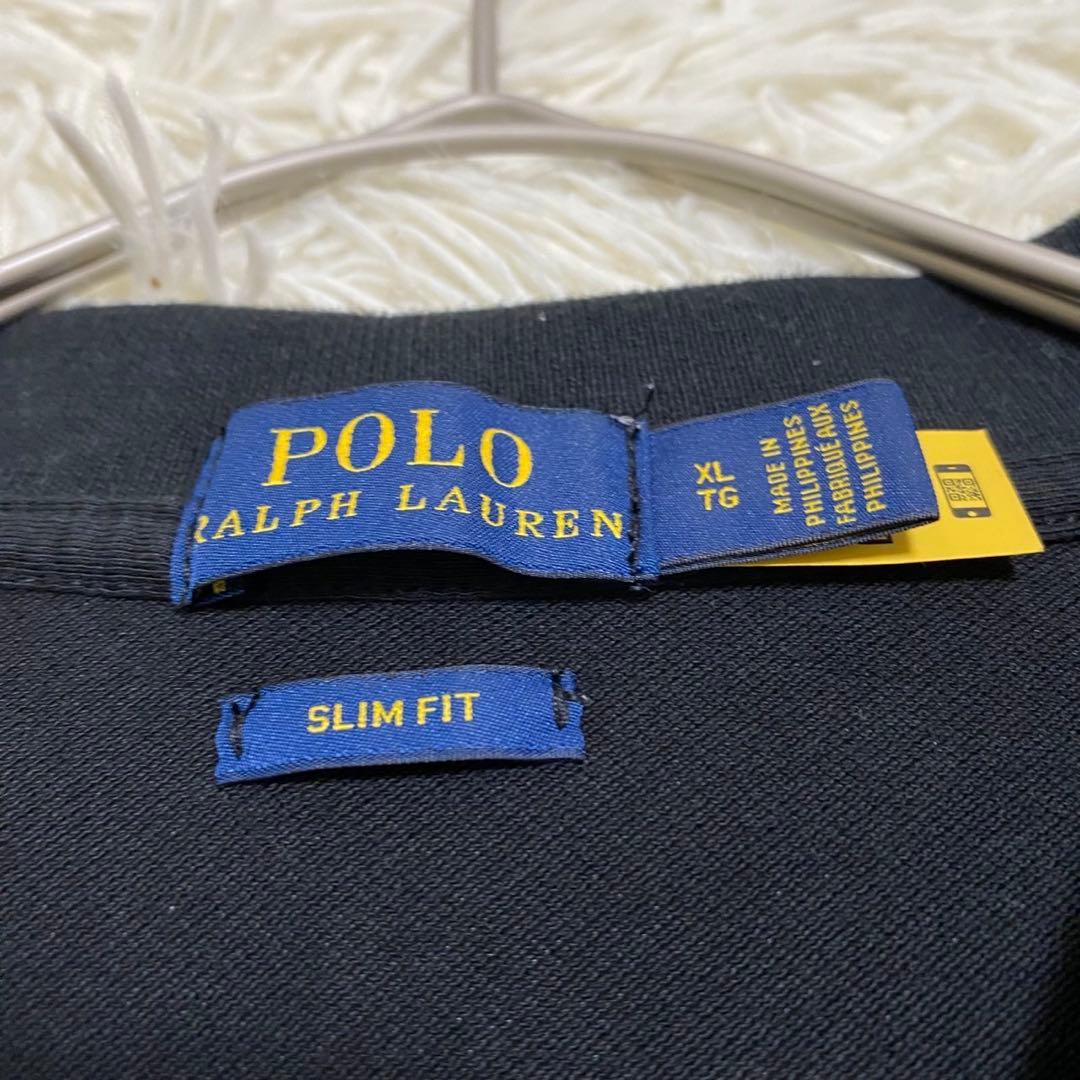 POLO
RALPH LAUREN
XL
TG
MADE IN
PHILIPPINES
FABRIQUÉ AUX
PHILIPPINES
SLIM FIT